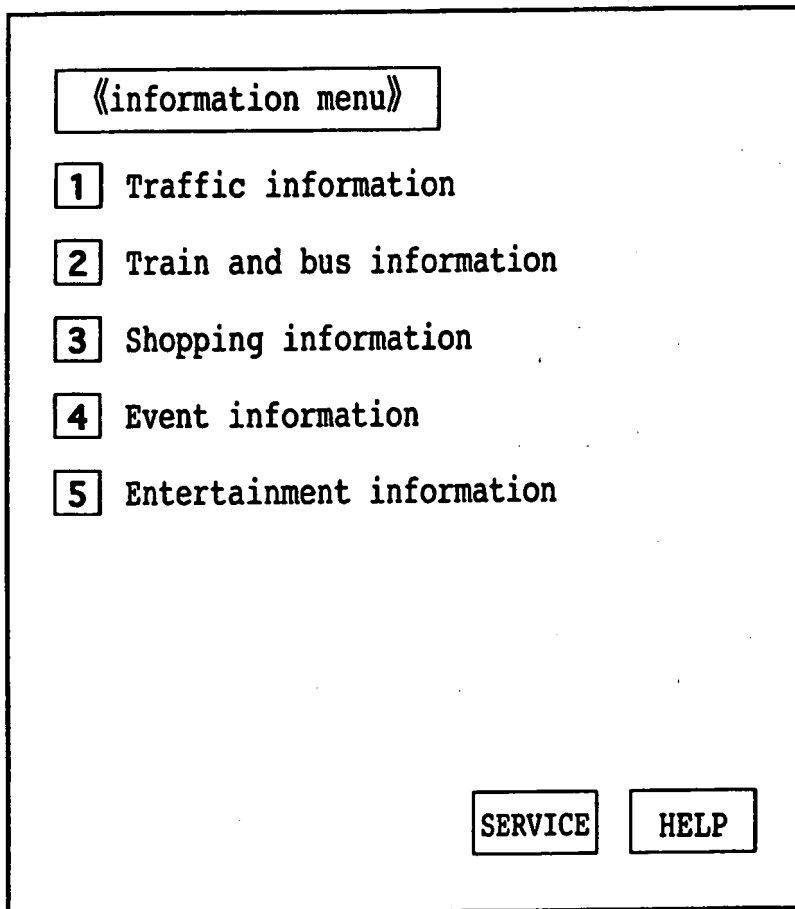 《information menu》
1 Traffic information
2 Train and bus information
3 Shopping information
4 Event information
5 Entertainment information
SERVICE HELP